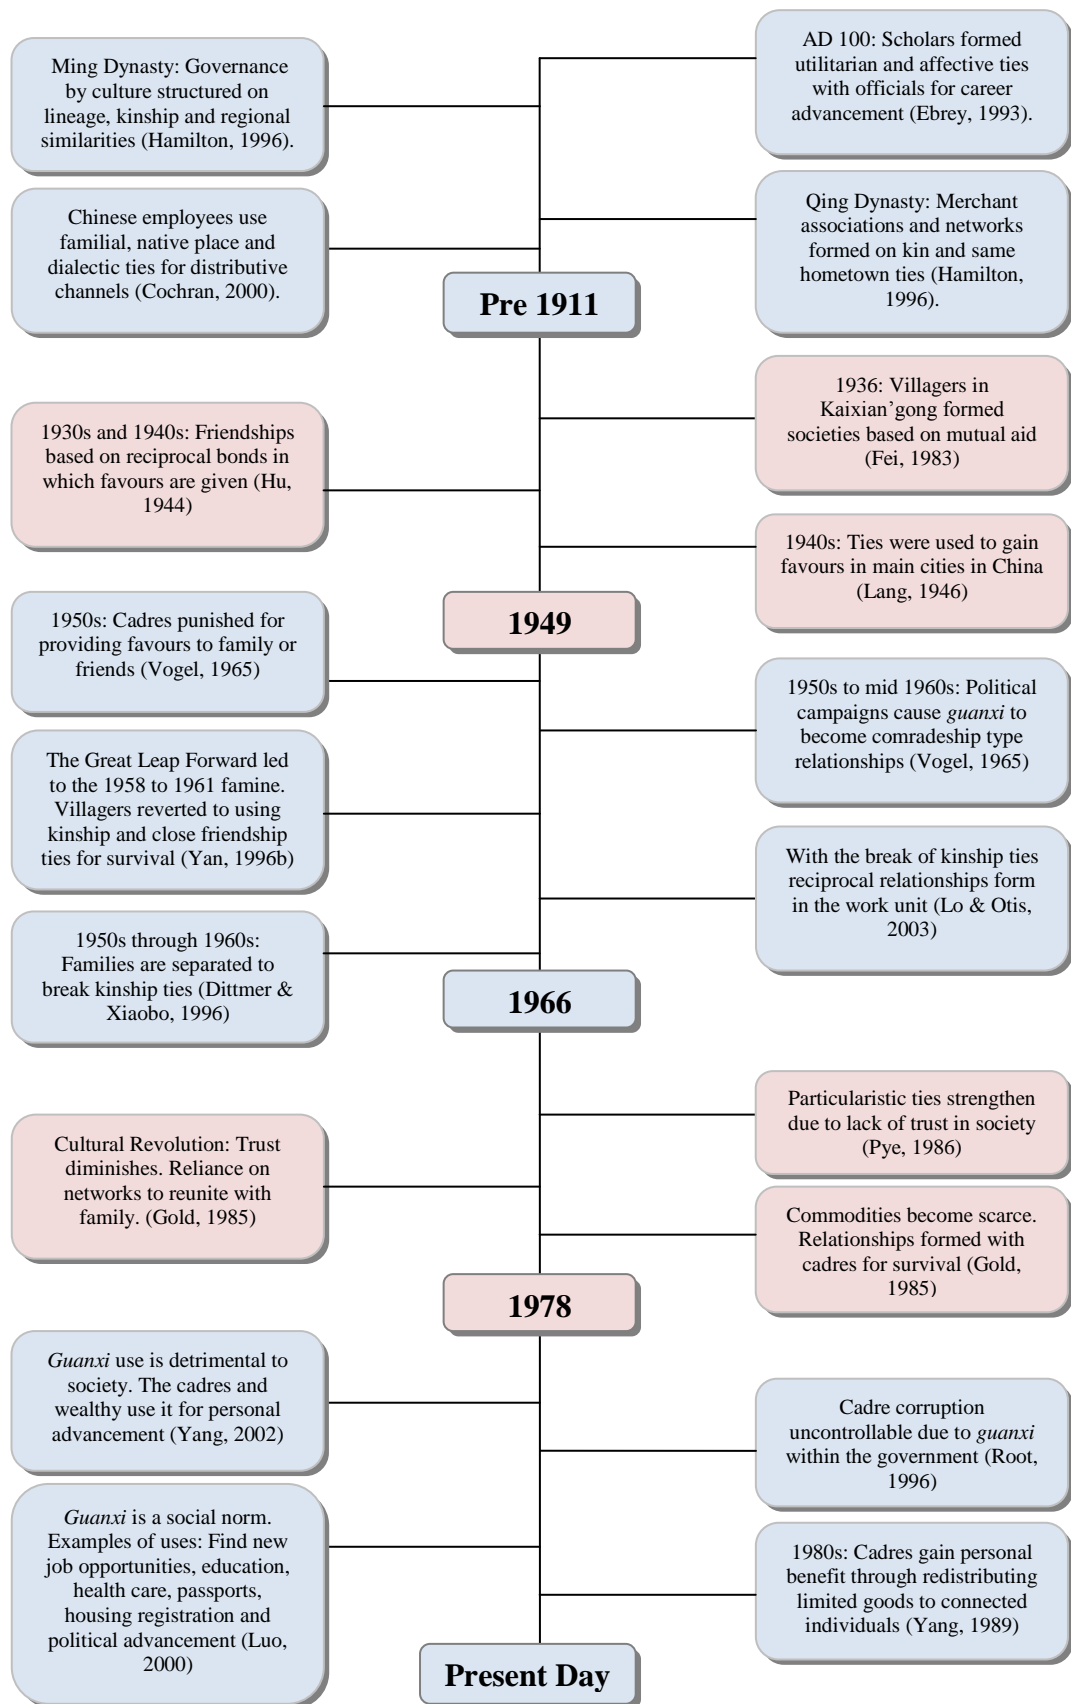 Ming Dynasty: Governance
by culture structured on
lineage, kinship and regional
similarities (Hamilton, 1996).
AD 100: Scholars formed
utilitarian and affective ties
with officials for career
advancement (Ebrey, 1993).
Chinese employees use
familial, native place and
dialectic ties for distributive
channels (Cochran, 2000).
Qing Dynasty: Merchant
associations and networks
formed on kin and same
hometown ties (Hamilton,
1996).
Pre 1911
1936: Villagers in
Kaixian’gong formed
societies based on mutual aid
(Fei, 1983)
1930s and 1940s: Friendships
based on reciprocal bonds in
which favours are given (Hu,
1944)
1940s: Ties were used to gain
favours in main cities in China
(Lang, 1946)
1949
1950s: Cadres punished for
providing favours to family or
friends (Vogel, 1965)
1950s to mid 1960s: Political
campaigns cause guanxi to
become comradeship type
relationships (Vogel, 1965)
The Great Leap Forward led
to the 1958 to 1961 famine.
Villagers reverted to using
kinship and close friendship
ties for survival (Yan, 1996b)
With the break of kinship ties
reciprocal relationships form
in the work unit (Lo & Otis,
2003)
1950s through 1960s:
Families are separated to
break kinship ties (Dittmer &
Xiaobo, 1996)
1966
Particularistic ties strengthen
due to lack of trust in society
(Pye, 1986)
Cultural Revolution: Trust
diminishes. Reliance on
networks to reunite with
family. (Gold, 1985)
Commodities become scarce.
Relationships formed with
cadres for survival (Gold,
1985)
1978
Guanxi use is detrimental to
society. The cadres and
wealthy use it for personal
advancement (Yang, 2002)
Cadre corruption
uncontrollable due to guanxi
within the government (Root,
1996)
Guanxi is a social norm.
Examples of uses: Find new
job opportunities, education,
health care, passports,
housing registration and
political advancement (Luo,
2000)
1980s: Cadres gain personal
benefit through redistributing
limited goods to connected
individuals (Yang, 1989)
Present Day